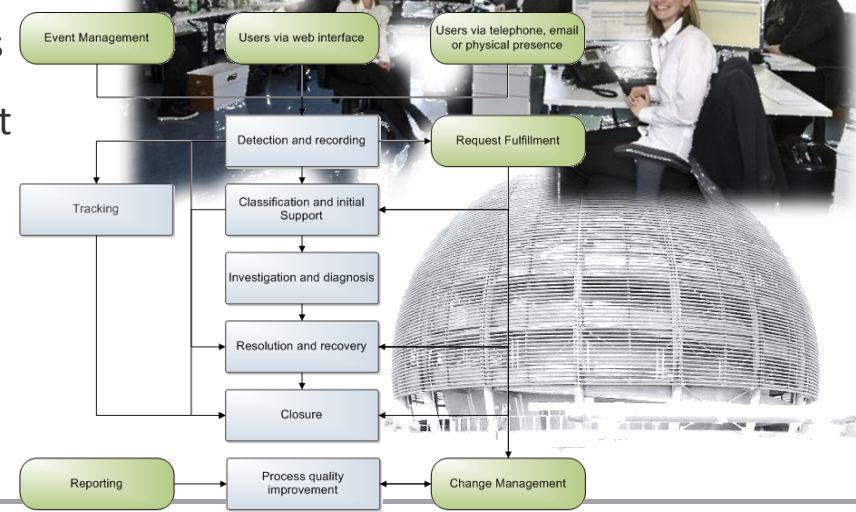 s
t
Event Management
Users via web interface
Users via telephone, email
or physical presence
Detection and recording
Request Fulfillment
Tracking
Classification and initial
Support
Investigation and diagnosis
Resolution and recovery
Closure
Reporting
Process quality
improvement
Change Management